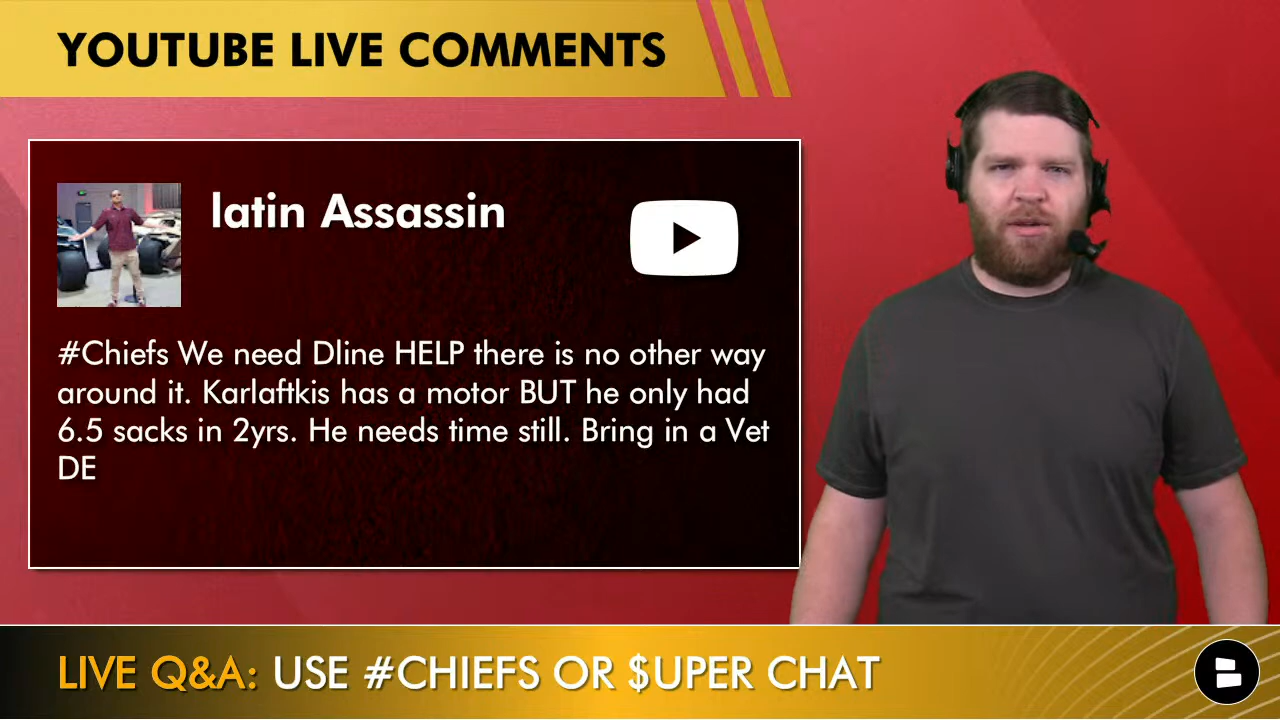 YOUTUBE LIVE COMMENTS
latin Assassin
#Chiefs We need Dline HELP there is no other way
around it. Karlaftkis has a motor BUT he only had
6.5 sacks in 2yrs. He needs time still. Bring in a Vet
DE
LIVE Q&A: USE #CHIEFS OR $UPER CHAT